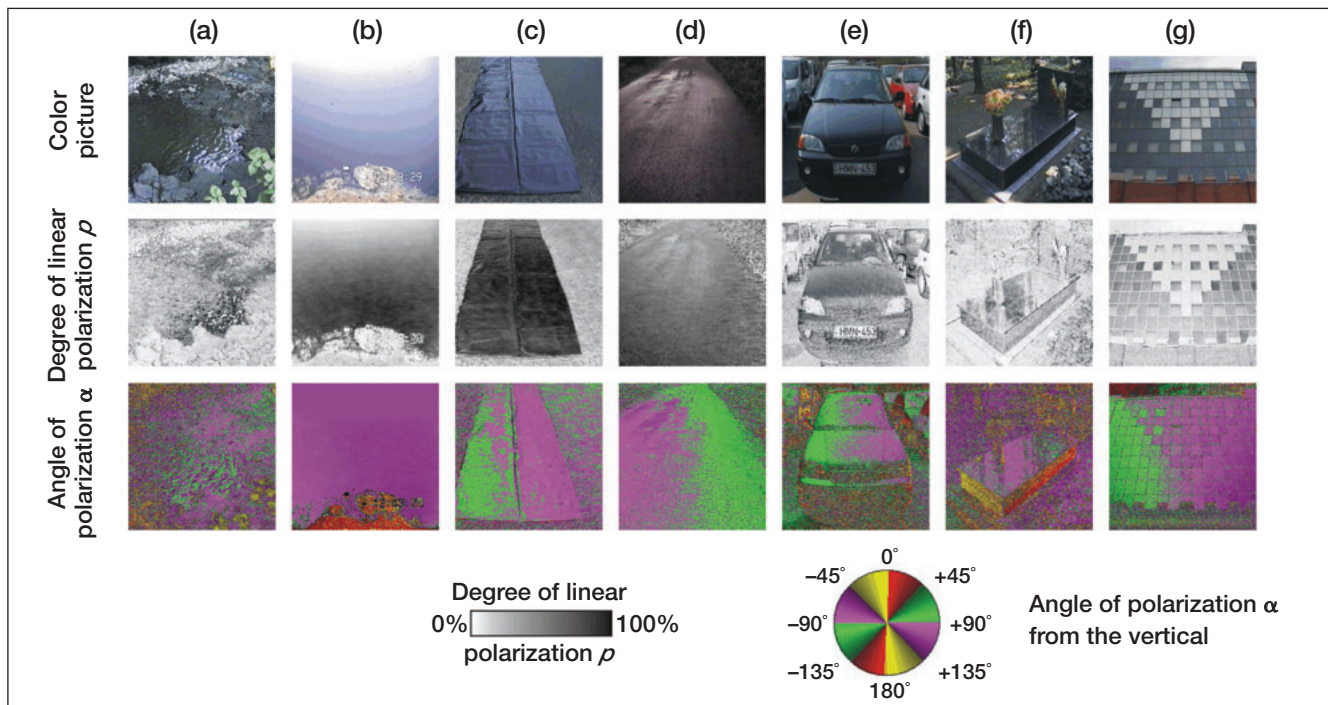 (a) (b) (c) (d) (e) (f) (g)
Color
picture
Degree of linear
polarization p
Angle of
polarization α
HMN·453
HMN·453
Degree of linear
0% 100%
polarization p
0°
−45° +45°
−90° +90°
−135° +135°
180°
Angle of polarization α
from the vertical